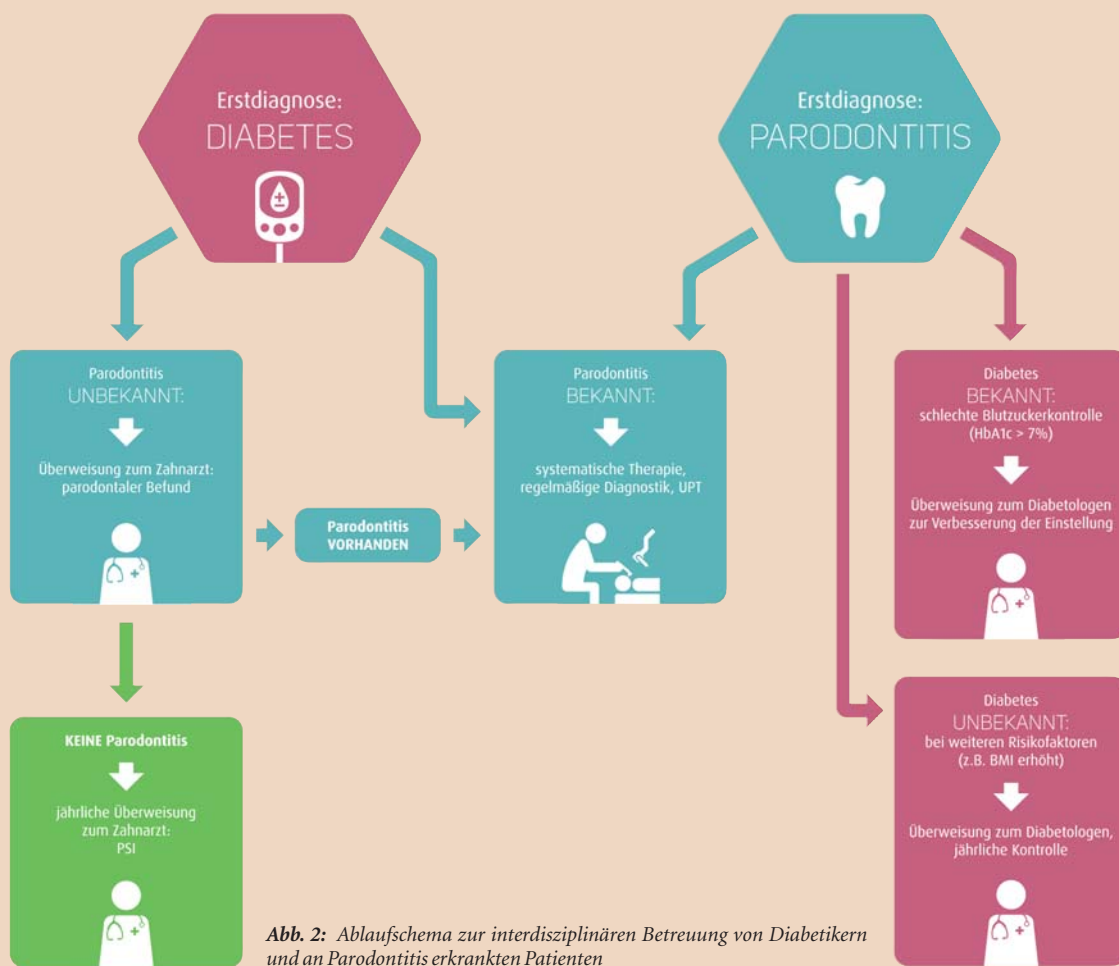 Erstdiagnose:
DIABETES
Erstdiagnose:
PARODONTITIS
Parodontitis
UNBEKANNT:
Überweisung zum Zahnarzt:
parodontaler Befund
Parodontitis
VORHANDEN
Parodontitis
BEKANNT:
systematische Therapie,
regelmäßige Diagnostik, UPT
Diabetes
BEKANNT:
schlechte Blutzuckerkontrolle
(HbA1c > 7%)
Überweisung zum Diabetologen
zur Verbesserung der Einstellung
KEINE Parodontitis
jährliche Überweisung
zum Zahnarzt:
PSI
Diabetes
UNBEKANNT:
bei weiteren Risikofaktoren
(z.B. BMI erhöht)
Überweisung zum Diabetologen,
jährliche Kontrolle
Abb. 2: Ablaufschema zur interdisziplinären Betreuung von Diabetikern
und an Parodontitis erkrankten Patienten